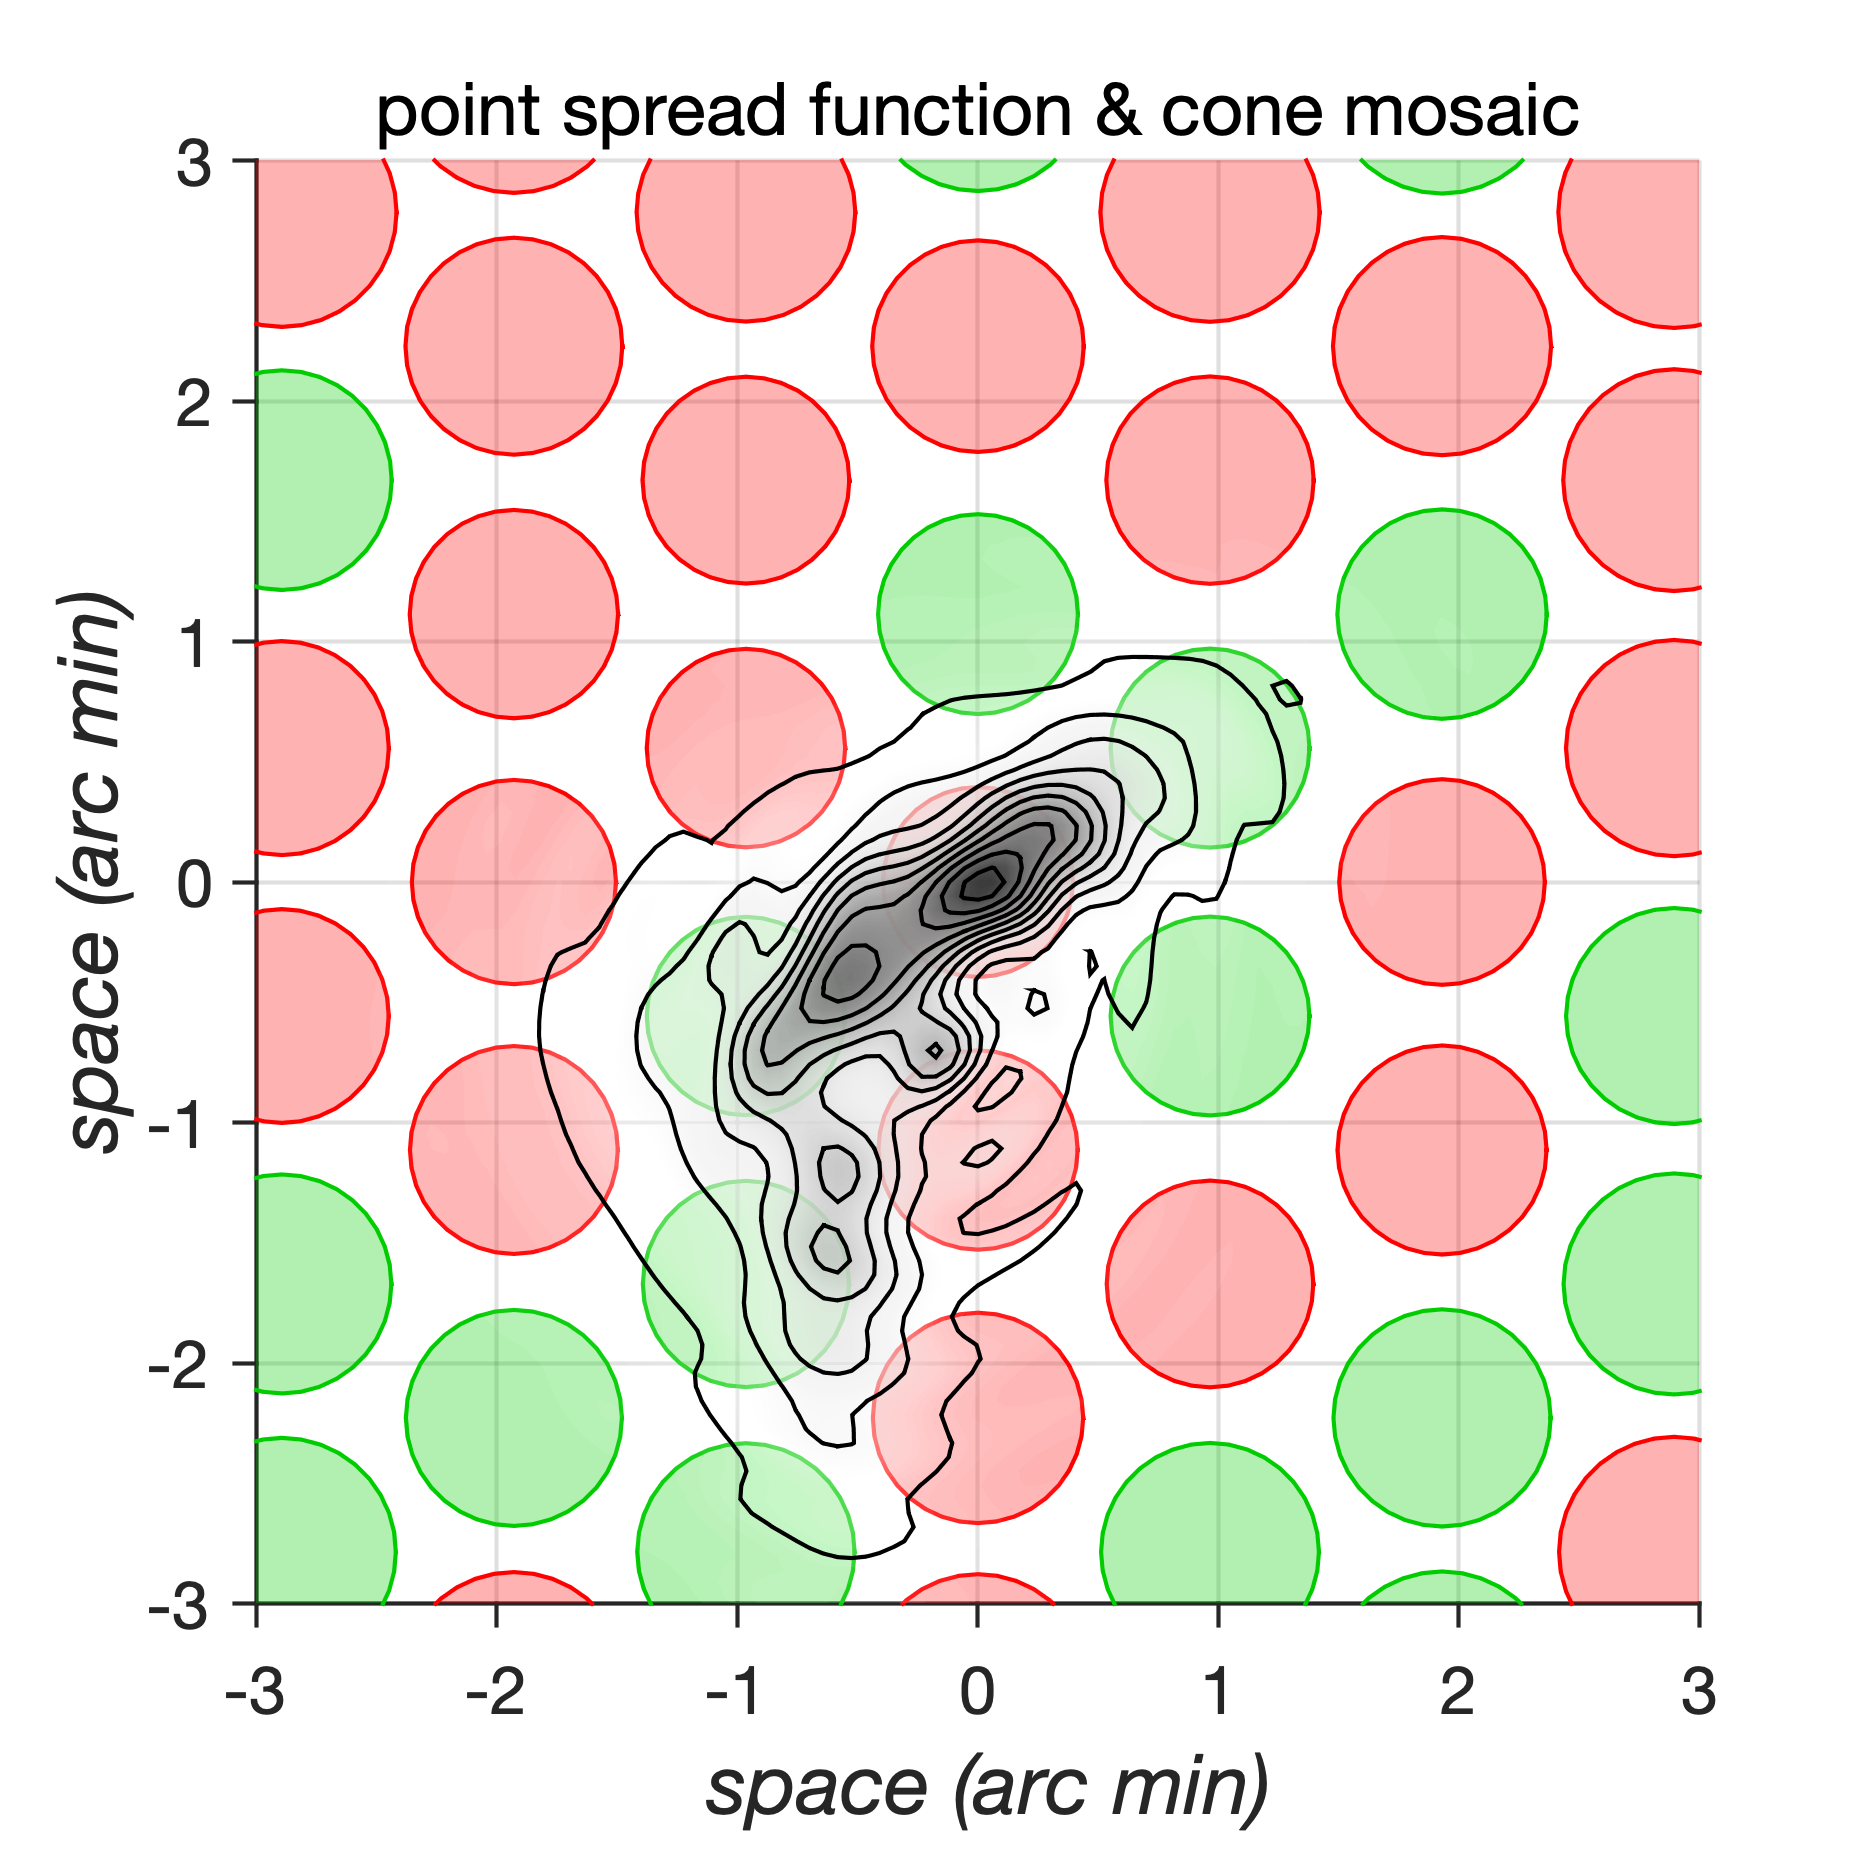 point spread function & cone mosaic
3
2
1
0
-1
-2
-3
space (arc min)
-3 -2 -1 0 1 2 3
space (arc min)